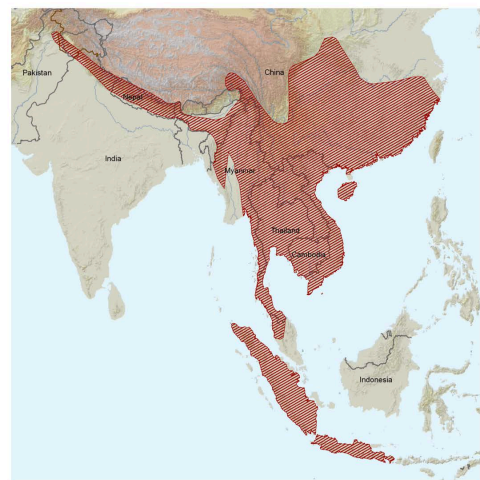 China
Pakistan
Nepal
India
Myanmar
Thailand
Cambodia
Indonesia